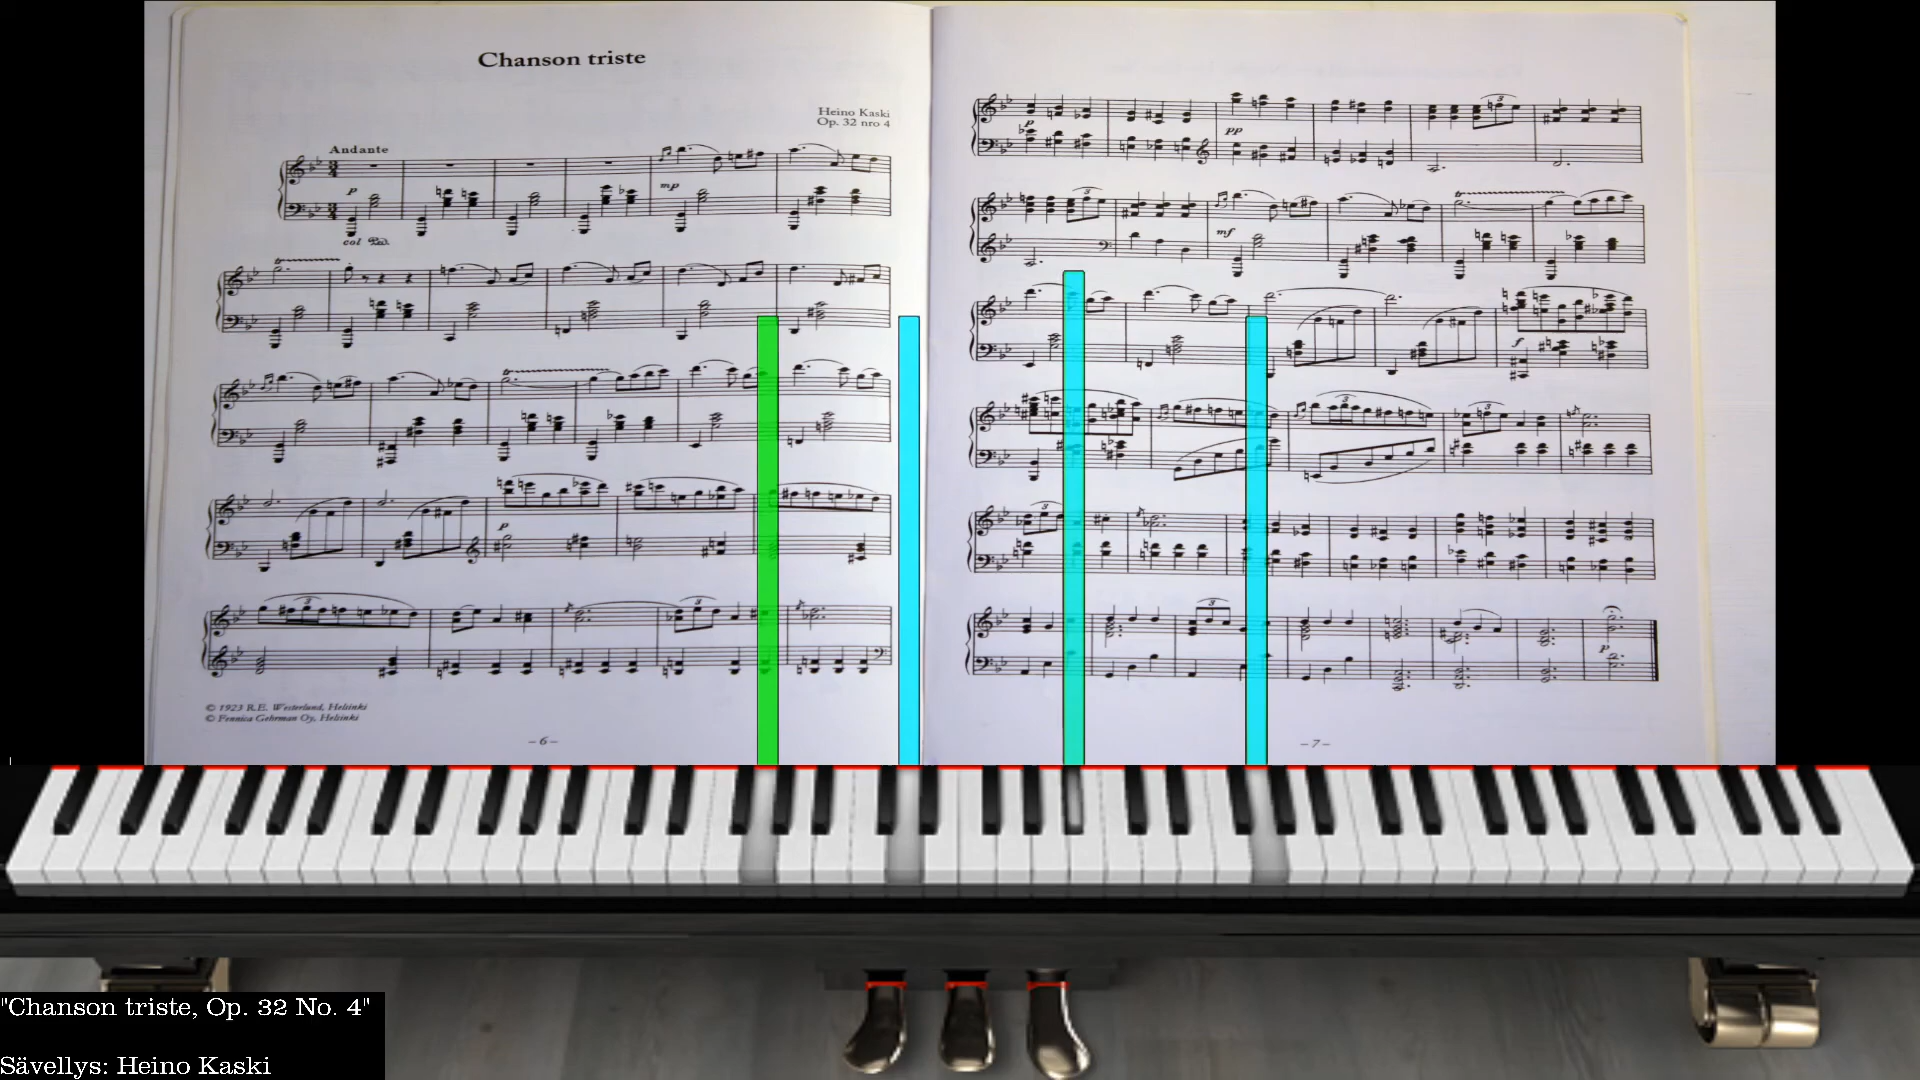 Chanson triste
Heino Kaski
Op. 32 nro 4
Andante
p
mp
col Ped.
p
© 1923 R.E. Westerlund, Helsinki
© Fennica Gehrman Oy, Helsinki
– 6 –
p
pp
mf
f
p
– 7 –
"Chanson triste, Op. 32 No. 4"
Sävellys: Heino Kaski